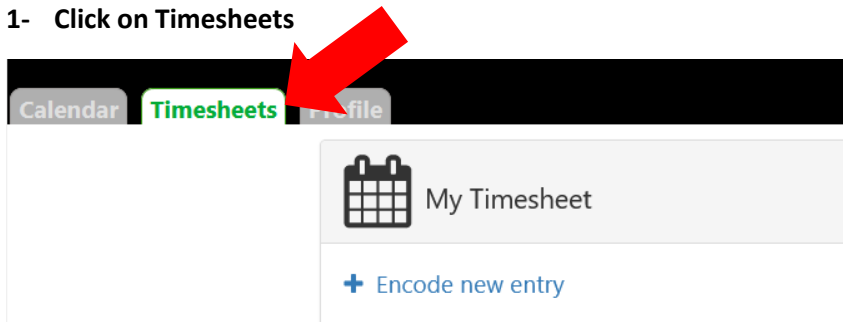 1- Click on Timesheets
Calendar Timesheets Profile
My Timesheet
+ Encode new entry